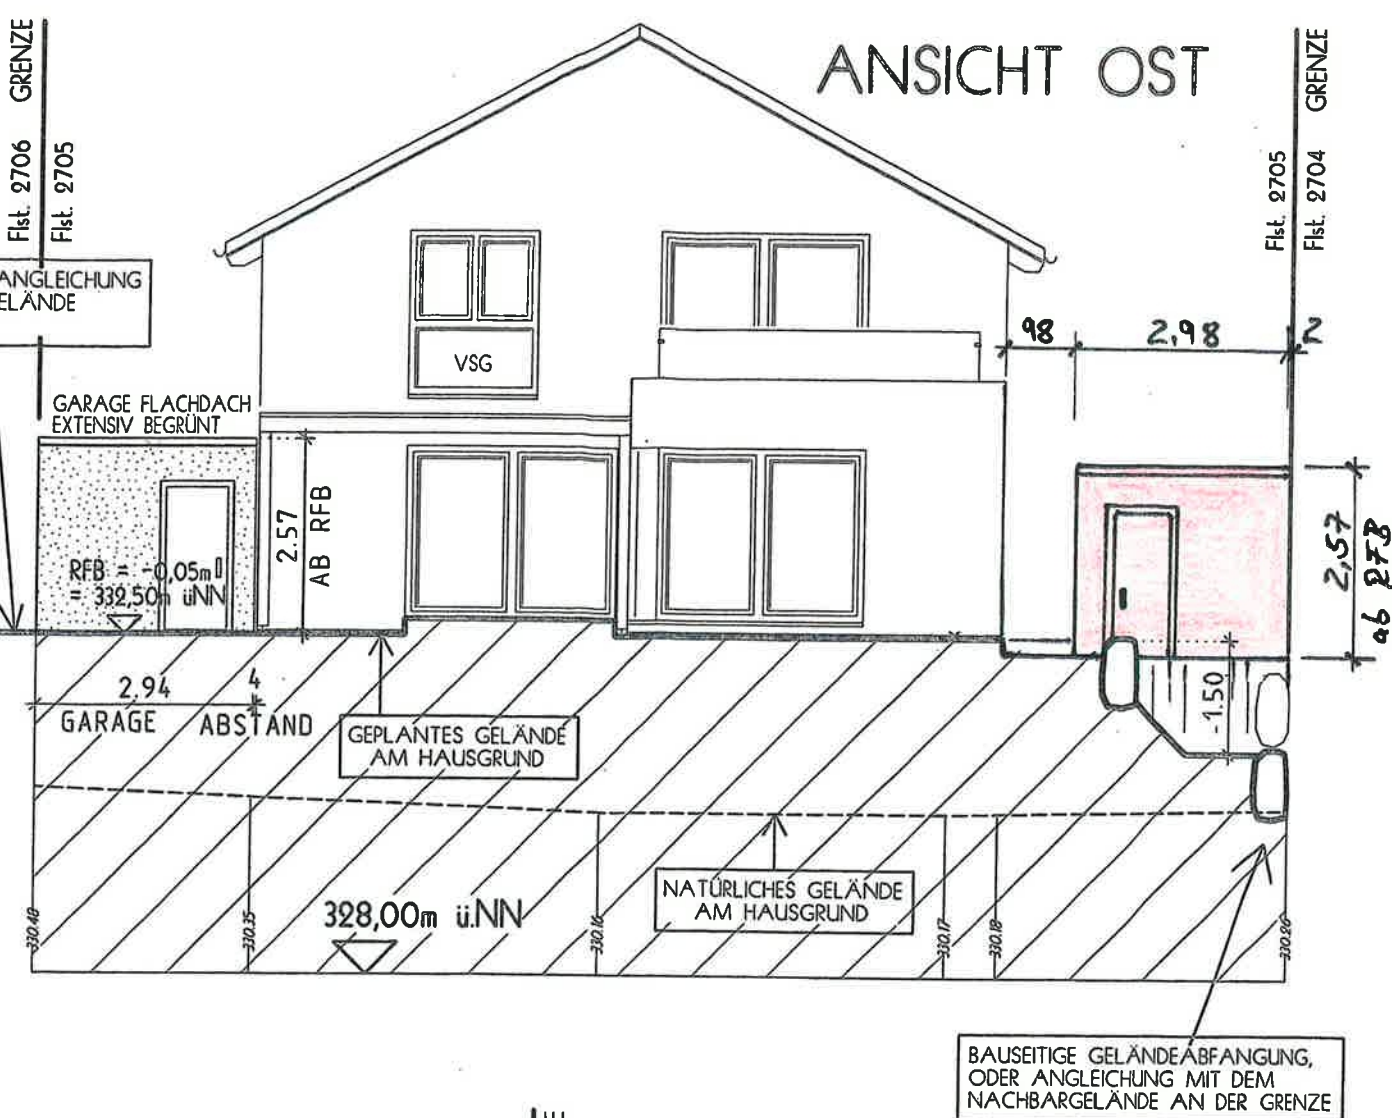 ANSICHT OST
Flst. 2706 GRENZE
Flst. 2705
Flst. 2705
Flst. 2704 GRENZE
ANGLEICHUNG
ELÄNDE
VSG
98
2,98
2
GARAGE FLACHDACH
EXTENSIV BEGRÜNT
2.57
AB RFB
RFB = -0,05m
= 332,50m üNN
2,57
ab RFB
2.94
4
GARAGE ABSTAND
GEPLANTES GELÄNDE
AM HAUSGRUND
-1.50
NATÜRLICHES GELÄNDE
AM HAUSGRUND
328,00m ü.NN
330.40
330.35
330.16
330.17
330.18
330.26
BAUSEITIGE GELÄNDEABFANGUNG,
ODER ANGLEICHUNG MIT DEM
NACHBARGELÄNDE AN DER GRENZE